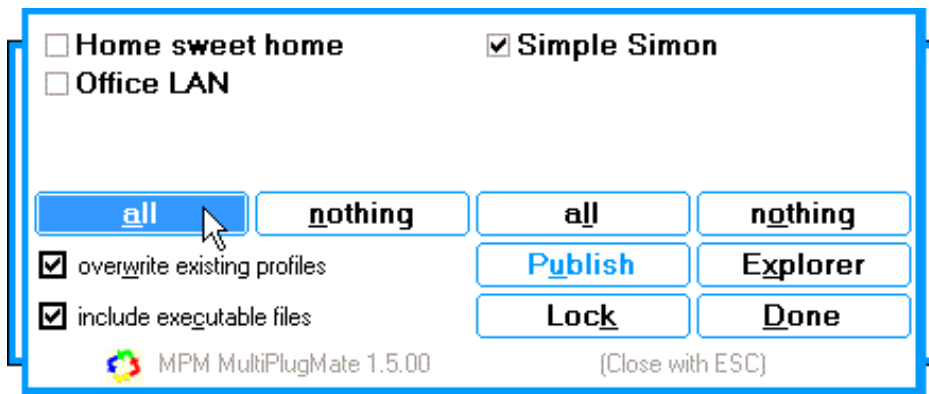 Home sweet home Simple Simon
Office LAN
all nothing all nothing
overwrite existing profiles Publish Explorer
include executable files Lock Done
MPM MultiPlugMate 1.5.00 (Close with ESC)